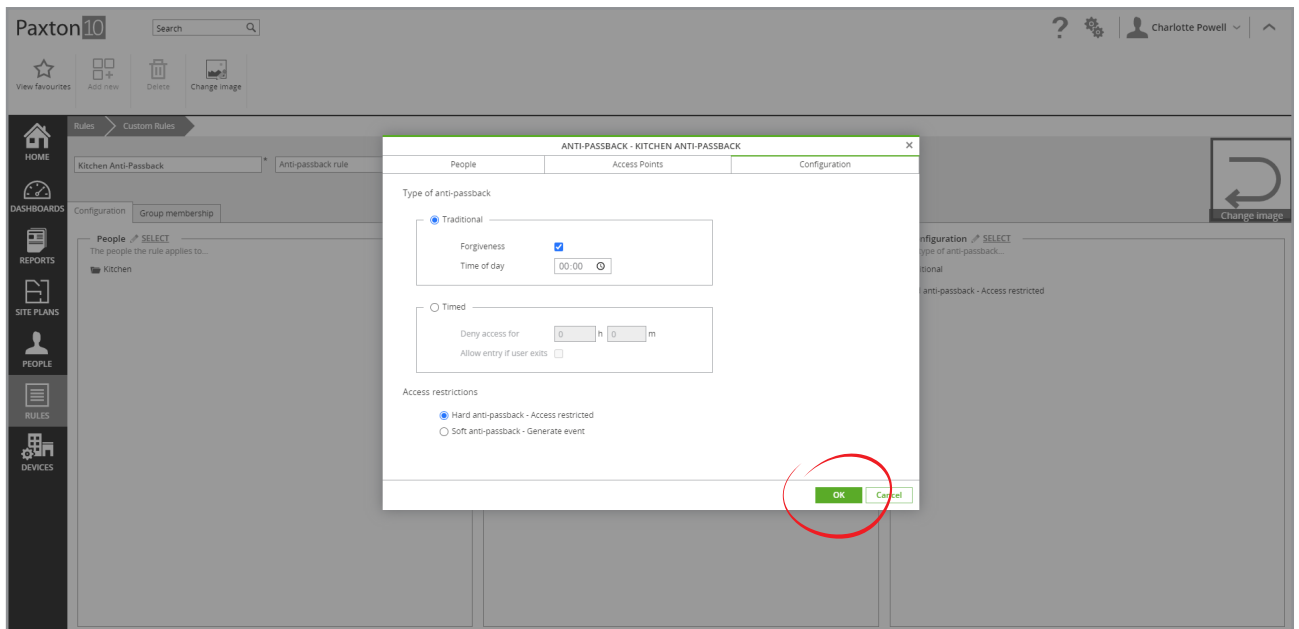 Paxton 10
Search
Charlotte Powell
View favourites
Add new
Delete
Change image
Rules
Custom Rules
HOME
DASHBOARDS
REPORTS
SITE PLANS
PEOPLE
RULES
DEVICES
Kitchen Anti-Passback
*
Anti-passback rule
Change image
Configuration
Group membership
People SELECT
The people the rule applies to...
Kitchen
ANTI-PASSBACK - KITCHEN ANTI-PASSBACK
People
Access Points
Configuration
Type of anti-passback
Traditional
Forgiveness
Time of day
00:00
Timed
Deny access for
0 h 0 m
Allow entry if user exits
Access restrictions
Hard anti-passback - Access restricted
Soft anti-passback - Generate event
OK
Cancel
nfiguration SELECT
ype of anti-passback...
itional
anti-passback - Access restricted